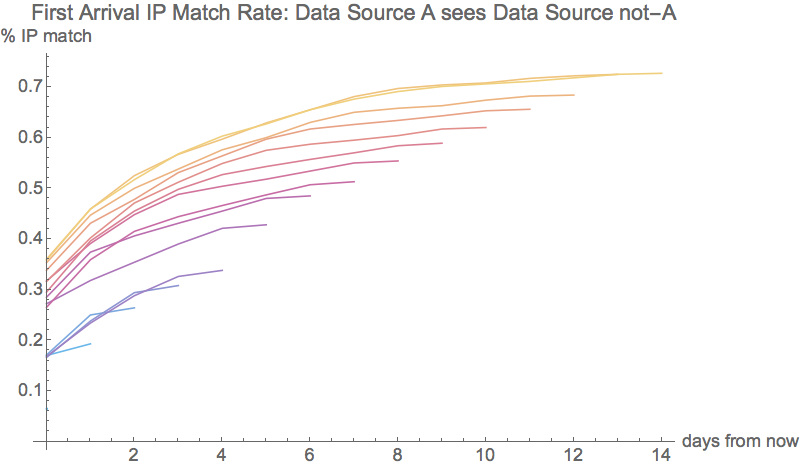 First Arrival IP Match Rate: Data Source A sees Data Source not-A
% IP match
0.7
0.6
0.5
0.4
0.3
0.2
0.1
2 4 6 8 10 12 14
days from now